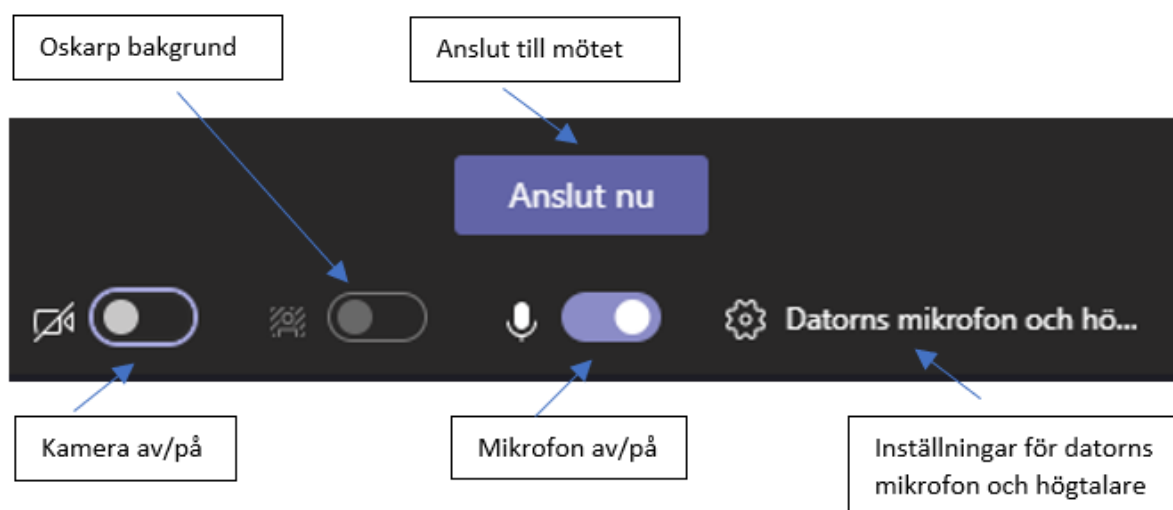 Oskarp bakgrund
Anslut till mötet
Anslut nu
Datorns mikrofon och hö...
Kamera av/på
Mikrofon av/på
Inställningar för datorns
mikrofon och högtalare